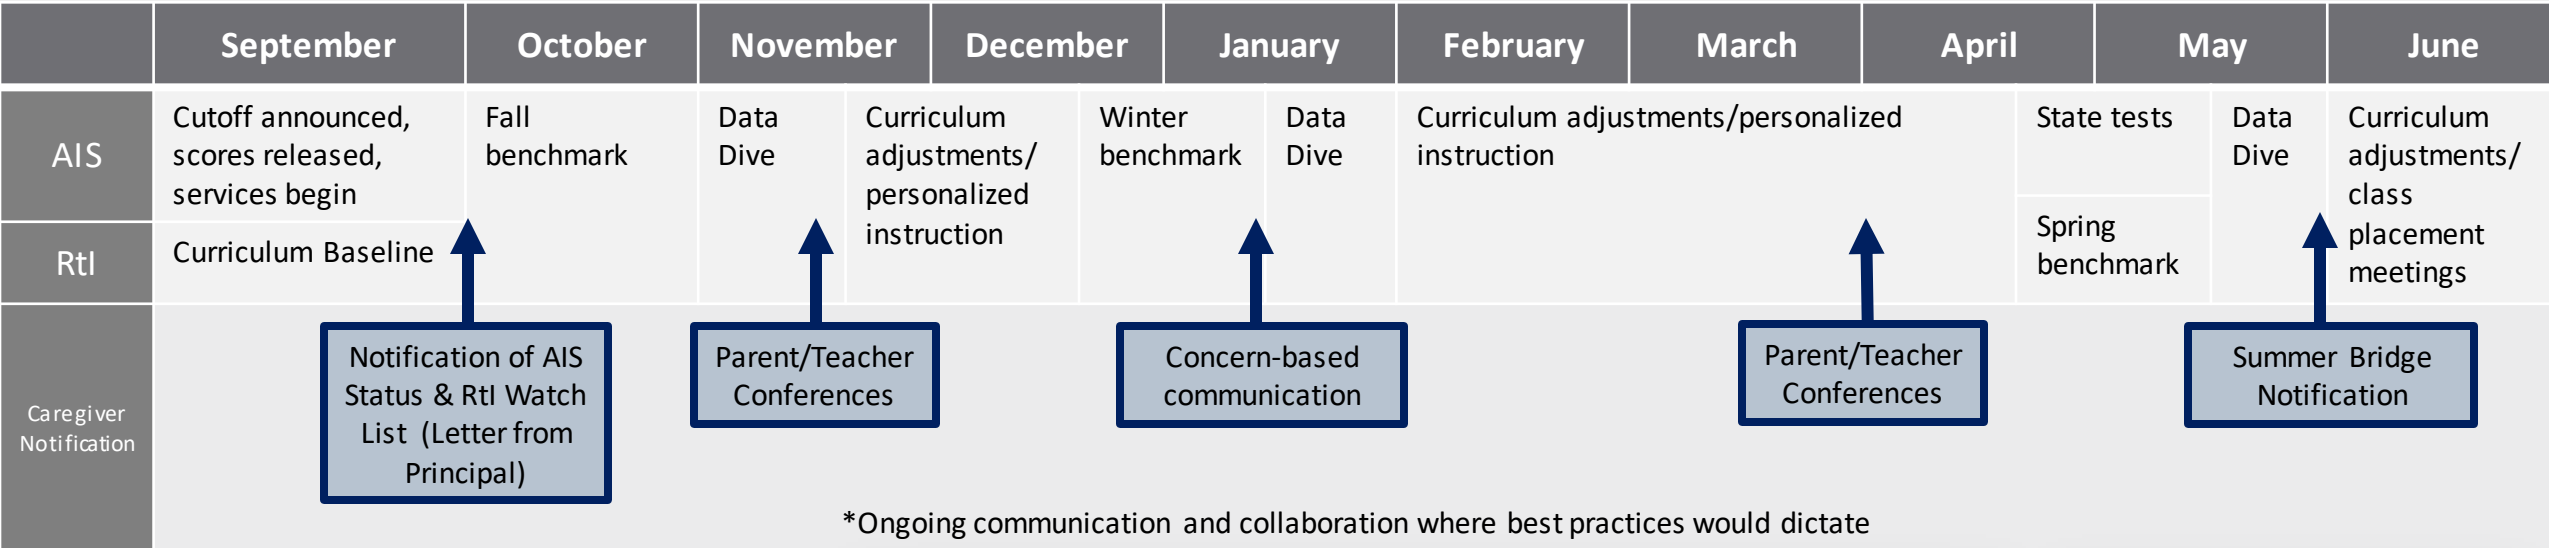 September October November December January February March April May June
AIS
Cutoff announced,
scores released,
services begin
Fall
benchmark
Data
Dive
Curriculum
adjustments/
personalized
instruction
Winter
benchmark
Data
Dive
Curriculum adjustments/personalized
instruction
State tests
Data
Dive
Curriculum
adjustments/
class
placement
meetings
RtI
Curriculum Baseline
Spring
benchmark
Caregiver
Notification
Notification of AIS
Status & RtI Watch
List (Letter from
Principal)
Parent/Teacher
Conferences
Concern-based
communication
Parent/Teacher
Conferences
Summer Bridge
Notification
*Ongoing communication and collaboration where best practices would dictate